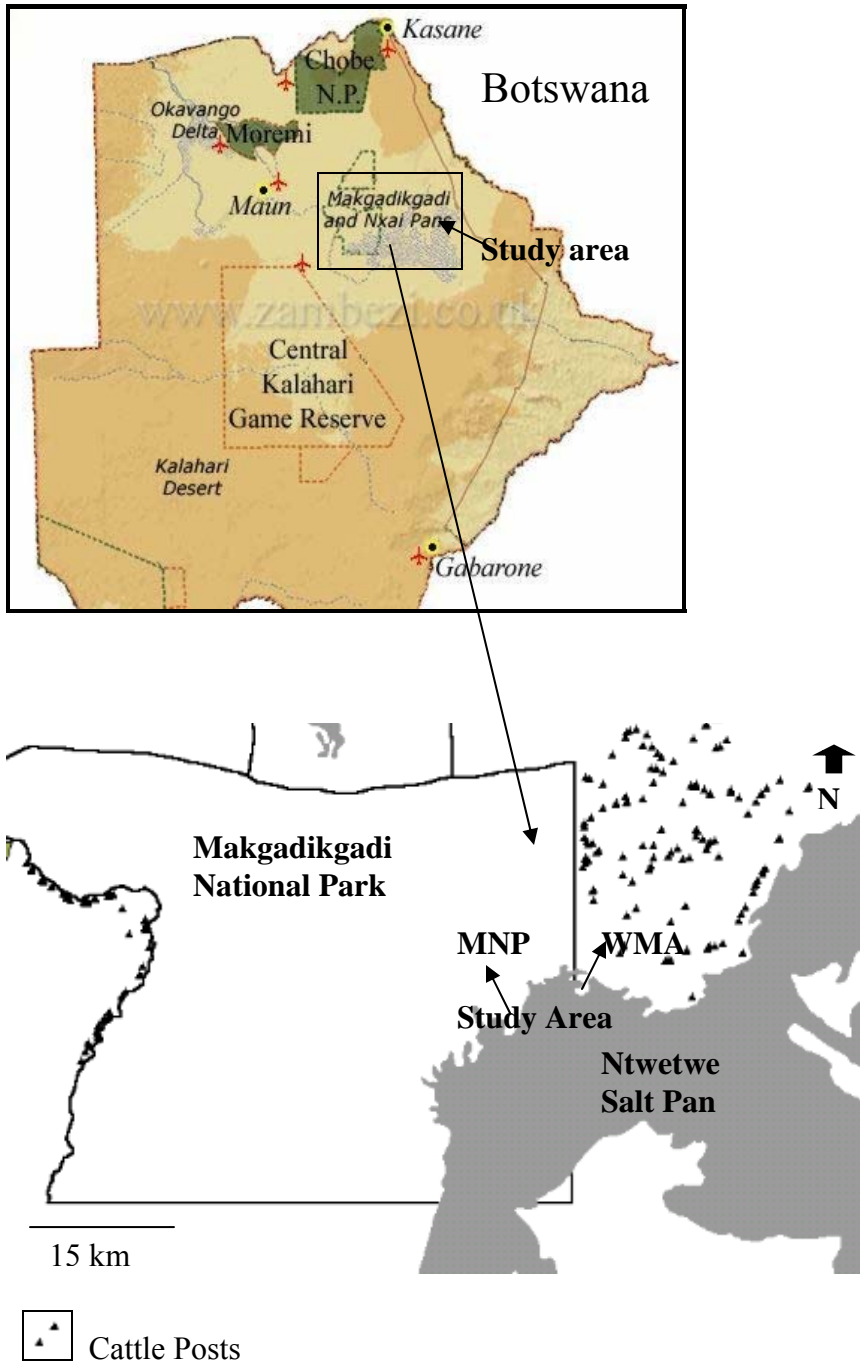 Kasane
Chobe
N.P.
Botswana
Okavango
Delta
Moremi
Maun
Makgadikgadi
and Nxai Pans
Study area
www.zambezi.co.uk
Central
Kalahari
Game Reserve
Kalahari
Desert
Gabarone
N
Makgadikgadi
National Park
MNP
WMA
Study Area
Ntwetwe
Salt Pan
15 km
Cattle Posts